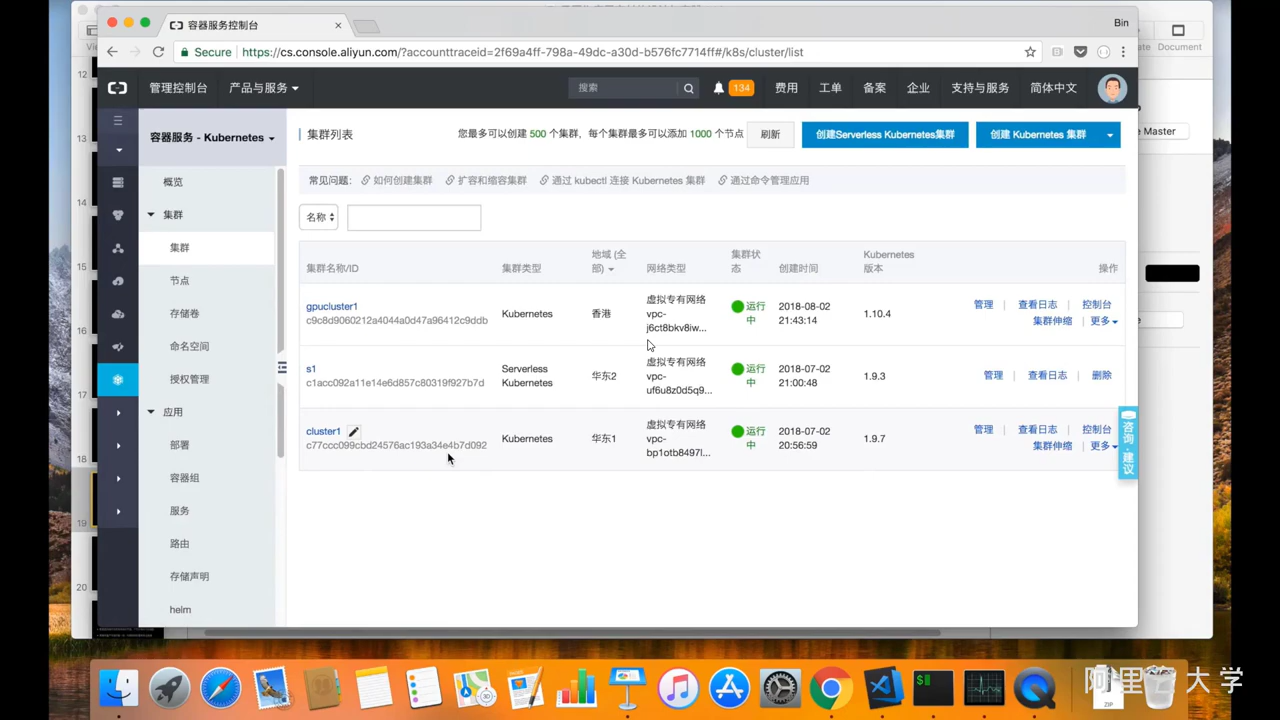 容器服务控制台
Bin
Secure
https://cs.console.aliyun.com/?accounttraceid=2f69a4ff-798a-49dc-a30d-b576fc7714ff#/k8s/cluster/list
Document
管理控制台
产品与服务
搜索
134
费用
工单
备案
企业
支持与服务
简体中文
容器服务 - Kubernetes
集群列表
您最多可以创建 500 个集群，每个集群最多可以添加 1000 个节点
刷新
创建Serverless Kubernetes集群
创建 Kubernetes 集群
e Master
概览
常见问题:
如何创建集群
扩容和缩容集群
通过 kubectl 连接 Kubernetes 集群
通过命令管理应用
集群
名称
集群
节点
存储卷
命名空间
授权管理
应用
部署
容器组
服务
路由
存储声明
helm
集群名称/ID
集群类型
地域 (全
部)
网络类型
集群状
态
创建时间
Kubernetes
版本
操作
gpucluster1
c9c8d9060212a4044a0d47a96412c9ddb
Kubernetes
香港
虚拟专有网络
vpc-
j6ct8bkv8iw...
运行
中
2018-08-02
21:43:14
1.10.4
管理
查看日志
控制台
集群伸缩
更多
s1
c1acc092a11e14e6d857c80319f927b7d
Serverless
Kubernetes
华东2
虚拟专有网络
vpc-
uf6u8z0d5q9...
运行
中
2018-07-02
21:00:48
1.9.3
管理
查看日志
删除
cluster1
c77ccc099cbd24576ac193a34e4b7d092
Kubernetes
华东1
虚拟专有网络
vpc-
bp1otb8497l...
运行
中
2018-07-02
20:56:59
1.9.7
管理
查看日志
控制台
集群伸缩
更多
咨询·建议
12
13
14
15
16
17
18
19
20
$
ZIP